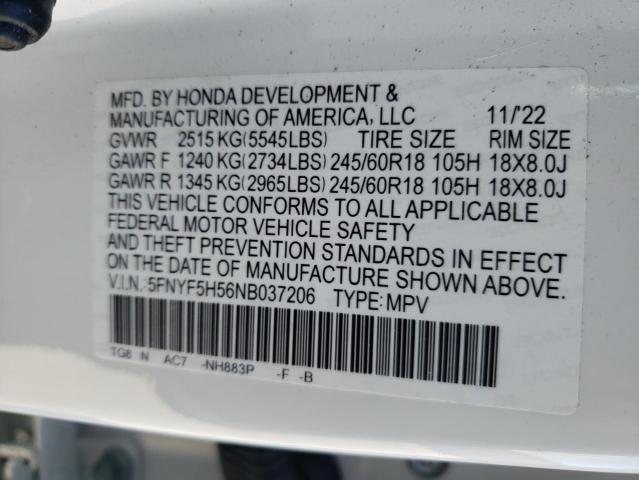 MFD. BY HONDA DEVELOPMENT &
MANUFACTURING OF AMERICA, LLC 11/'22
GVWR 2515 KG(5545LBS) TIRE SIZE RIM SIZE
GAWR F 1240 KG(2734LBS) 245/60R18 105H 18X8.0J
GAWR R 1345 KG(2965LBS) 245/60R18 105H 18X8.0J
THIS VEHICLE CONFORMS TO ALL APPLICABLE
FEDERAL MOTOR VEHICLE SAFETY
AND THEFT PREVENTION STANDARDS IN EFFECT
ON THE DATE OF MANUFACTURE SHOWN ABOVE.
V.I.N.:5FNYF5H56NB037206 TYPE:MPV
TG8 N AC7 -NH883P -F -B